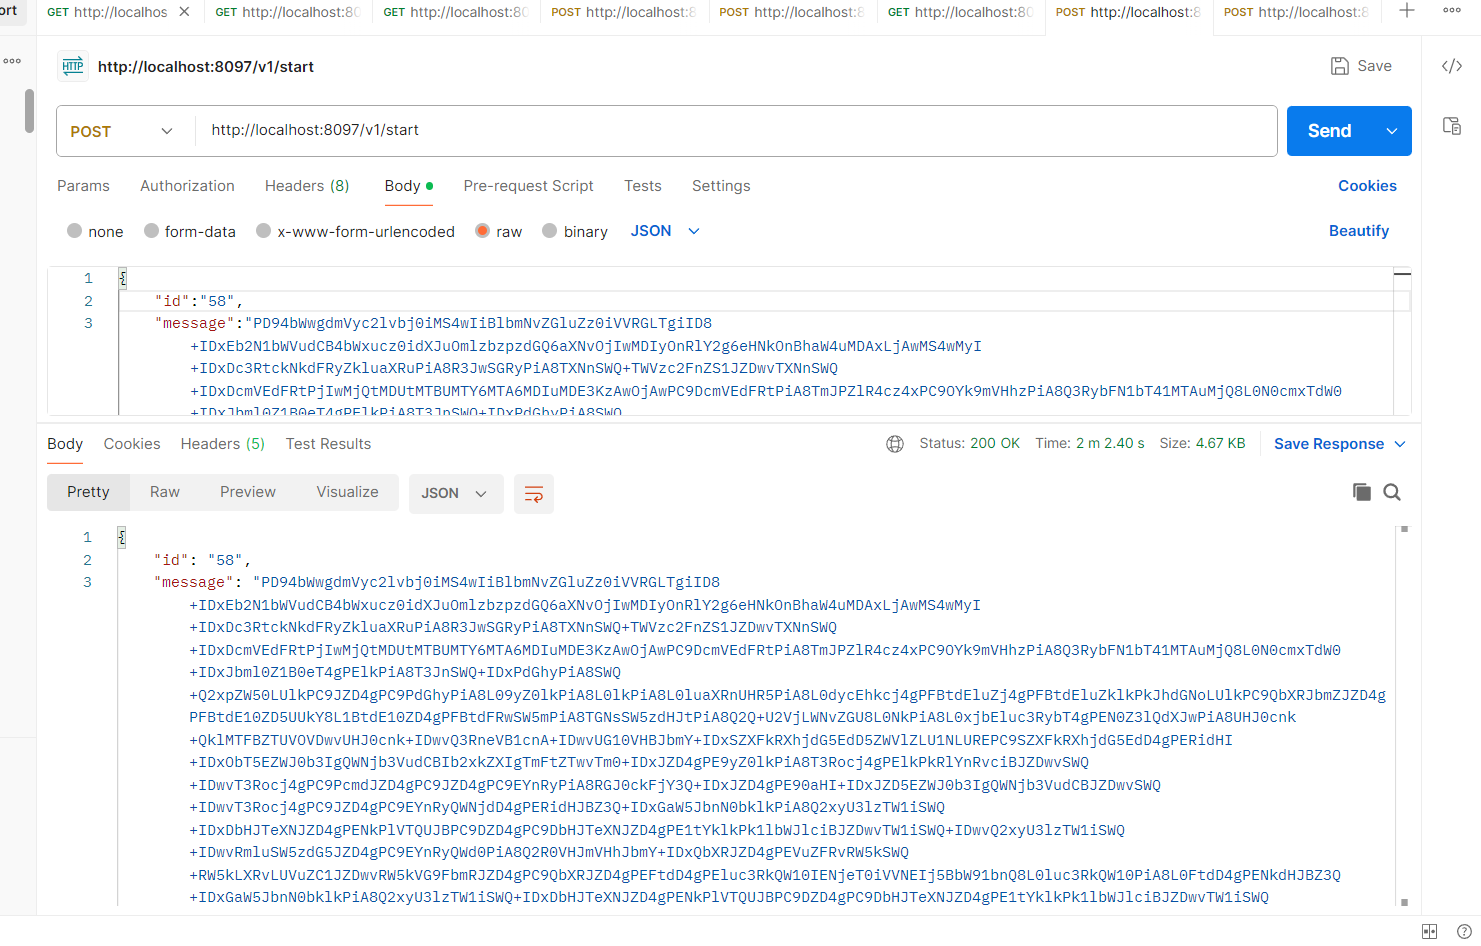 ort
GET http://localhos
GET http://localhost:80
GET http://localhost:80
POST http://localhost:8
POST http://localhost:8
GET http://localhost:80
POST http://localhost:8
POST http://localhost:8
HTTP http://localhost:8097/v1/start
Save
POST http://localhost:8097/v1/start
Send
Params Authorization Headers (8) Body Pre-request Script Tests Settings Cookies
none form-data x-www-form-urlencoded raw binary JSON Beautify
1 {
2 "id":"58",
3 "message":"PD94bWwgdmVyc2lvbj0iMS4wIiBlbmNvZGluZz0iVVRGLTgiID8
+IDxEb2N1bWVudCB4bWxucz0idXJuOmlzbzpzdGQ6aXNvOjIwMDIyOnRlY2g6eHNkOnBhaW4uMDAxLjAwMS4wMyI
+IDxDc3RtckNkdFRyZkluaXRuPiA8R3JwSGRyPiA8TXNnSWQ+TWVzc2FnZS1JZDwvTXNnSWQ
+IDxDcmVEdFRtPjIwMjQtMDUtMTBUMTY6MTA6MDIuMDE3KzAwOjAwPC9DcmVEdFRtPiA8TmJPZlR4cz4xPC9OYk9mVHhzPiA8Q3RybFN1bT41MTAuMjQ8L0N0cmxTdW0
+IDxJbml0Z1B0eT4gPElkPiA8T3JnSWQ+IDxPdGhyPiA8SWQ
Body Cookies Headers (5) Test Results Status: 200 OK Time: 2 m 2.40 s Size: 4.67 KB Save Response
Pretty Raw Preview Visualize JSON
1 {
2 "id": "58",
3 "message": "PD94bWwgdmVyc2lvbj0iMS4wIiBlbmNvZGluZz0iVVRGLTgiID8
+IDxEb2N1bWVudCB4bWxucz0idXJuOmlzbzpzdGQ6aXNvOjIwMDIyOnRlY2g6eHNkOnBhaW4uMDAxLjAwMS4wMyI
+IDxDc3RtckNkdFRyZkluaXRuPiA8R3JwSGRyPiA8TXNnSWQ+TWVzc2FnZS1JZDwvTXNnSWQ
+IDxDcmVEdFRtPjIwMjQtMDUtMTBUMTY6MTA6MDIuMDE3KzAwOjAwPC9DcmVEdFRtPiA8TmJPZlR4cz4xPC9OYk9mVHhzPiA8Q3RybFN1bT41MTAuMjQ8L0N0cmxTdW0
+IDxJbml0Z1B0eT4gPElkPiA8T3JnSWQ+IDxPdGhyPiA8SWQ
+Q2xpZW50LUlkPC9JZD4gPC9PdGhyPiA8L09yZ0lkPiA8L0lkPiA8L0luaXRnUHR5PiA8L0dycEhkcj4gPFBtdEluZj4gPFBtdEluZklkPkJhdGNoLUlkPC9QbXRJbmZJZD4g
PFBtdE10ZD5UUkY8L1BtdE10ZD4gPFBtdFRwSW5mPiA8TGNsSW5zdHJtPiA8Q2Q+U2VjLWNvZGU8L0NkPiA8L0xjbEluc3RybT4gPEN0Z3lQdXJwPiA8UHJ0cnk
+QklMTFBZTUVOVDwvUHJ0cnk+IDwvQ3RneVB1cnA+IDwvUG10VHBJbmY+IDxSZXFkRXhjdG5EdD5ZWVlZLU1NLUREPC9SZXFkRXhjdG5EdD4gPERidHI
+IDxObT5EZWJ0b3IgQWNjb3VudCBIb2xkZXIgTmFtZTwvTm0+IDxJZD4gPE9yZ0lkPiA8T3Rocj4gPElkPkRlYnRvciBJZDwvSWQ
+IDwvT3Rocj4gPC9PcmdJZD4gPC9JZD4gPC9EYnRyPiA8RGJ0ckFjY3Q+IDxJZD4gPE90aHI+IDxJZD5EZWJ0b3IgQWNjb3VudCBJZDwvSWQ
+IDwvT3Rocj4gPC9JZD4gPC9EYnRyQWNjdD4gPERidHJBZ3Q+IDxGaW5JbnN0bklkPiA8Q2xyU3lzTW1iSWQ
+IDxDbHJTeXNJZD4gPENkPlVTQUJBPC9DZD4gPC9DbHJTeXNJZD4gPE1tYklkPk1lbWJlciBJZDwvTW1iSWQ+IDwvQ2xyU3lzTW1iSWQ
+IDwvRmluSW5zdG5JZD4gPC9EYnRyQWd0PiA8Q2R0VHJmVHhJbmY+IDxQbXRJZD4gPEVuZFRvRW5kSWQ
+RW5kLXRvLUVuZC1JZDwvRW5kVG9FbmRJZD4gPC9QbXRJZD4gPEFtdD4gPEluc3RkQW10IENjeT0iVVNEIj5BbW91bnQ8L0luc3RkQW10PiA8L0FtdD4gPENkdHJBZ3Q
+IDxGaW5JbnN0bklkPiA8Q2xyU3lzTW1iSWQ+IDxDbHJTeXNJZD4gPENkPlVTQUJBPC9DZD4gPC9DbHJTeXNJZD4gPE1tYklkPk1lbWJlciBJZDwvTW1iSWQ